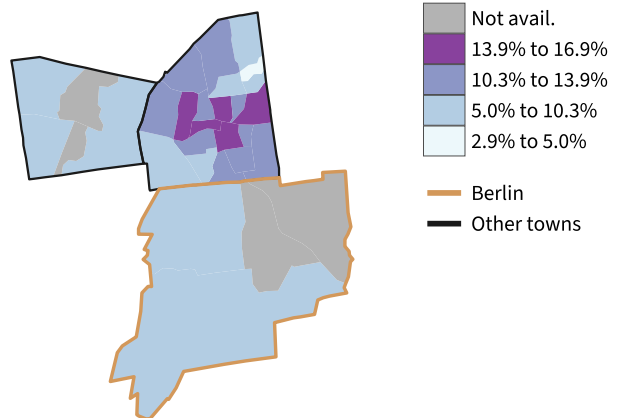 Not avail.
13.9% to 16.9%
10.3% to 13.9%
5.0% to 10.3%
2.9% to 5.0%
Berlin
Other towns